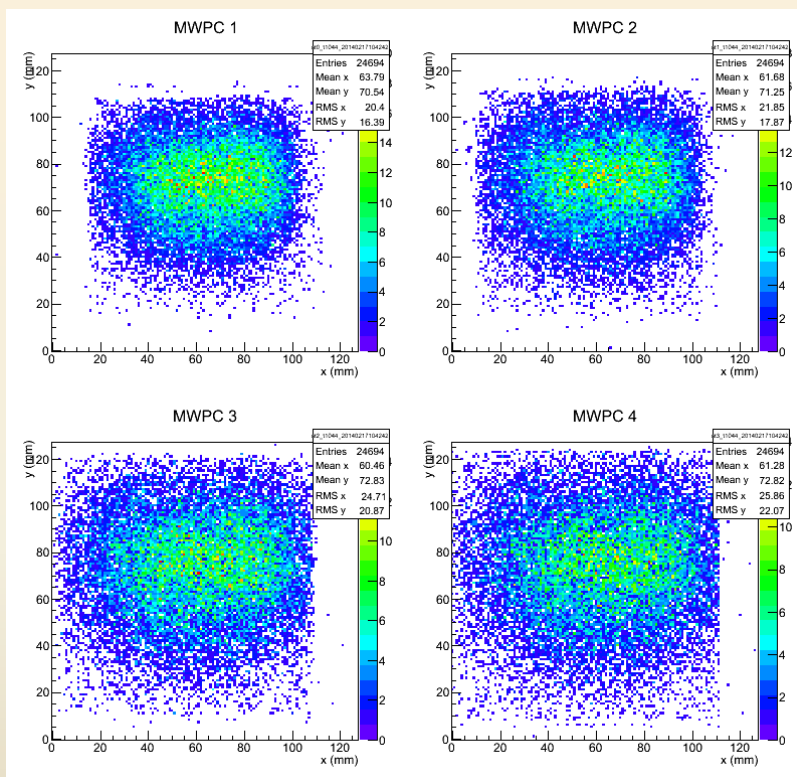 MWPC 1
Entries 24694
Mean x 63.79
Mean y 70.54
RMS x 20.4
RMS y 16.39
y (mm)
120
100
80
60
40
20
0
0 20 40 60 80 100 120
x (mm)
14
12
10
8
6
4
2
0
MWPC 2
Entries 24694
Mean x 61.68
Mean y 71.25
RMS x 21.85
RMS y 17.87
y (mm)
120
100
80
60
40
20
0
0 20 40 60 80 100 120
x (mm)
12
10
8
6
4
2
0
MWPC 3
Entries 24694
Mean x 60.46
Mean y 72.83
RMS x 24.71
RMS y 20.87
y (mm)
120
100
80
60
40
20
0
0 20 40 60 80 100 120
x (mm)
10
8
6
4
2
0
MWPC 4
Entries 24694
Mean x 61.28
Mean y 72.82
RMS x 25.86
RMS y 22.07
y (mm)
120
100
80
60
40
20
0
0 20 40 60 80 100 120
x (mm)
10
8
6
4
2
0